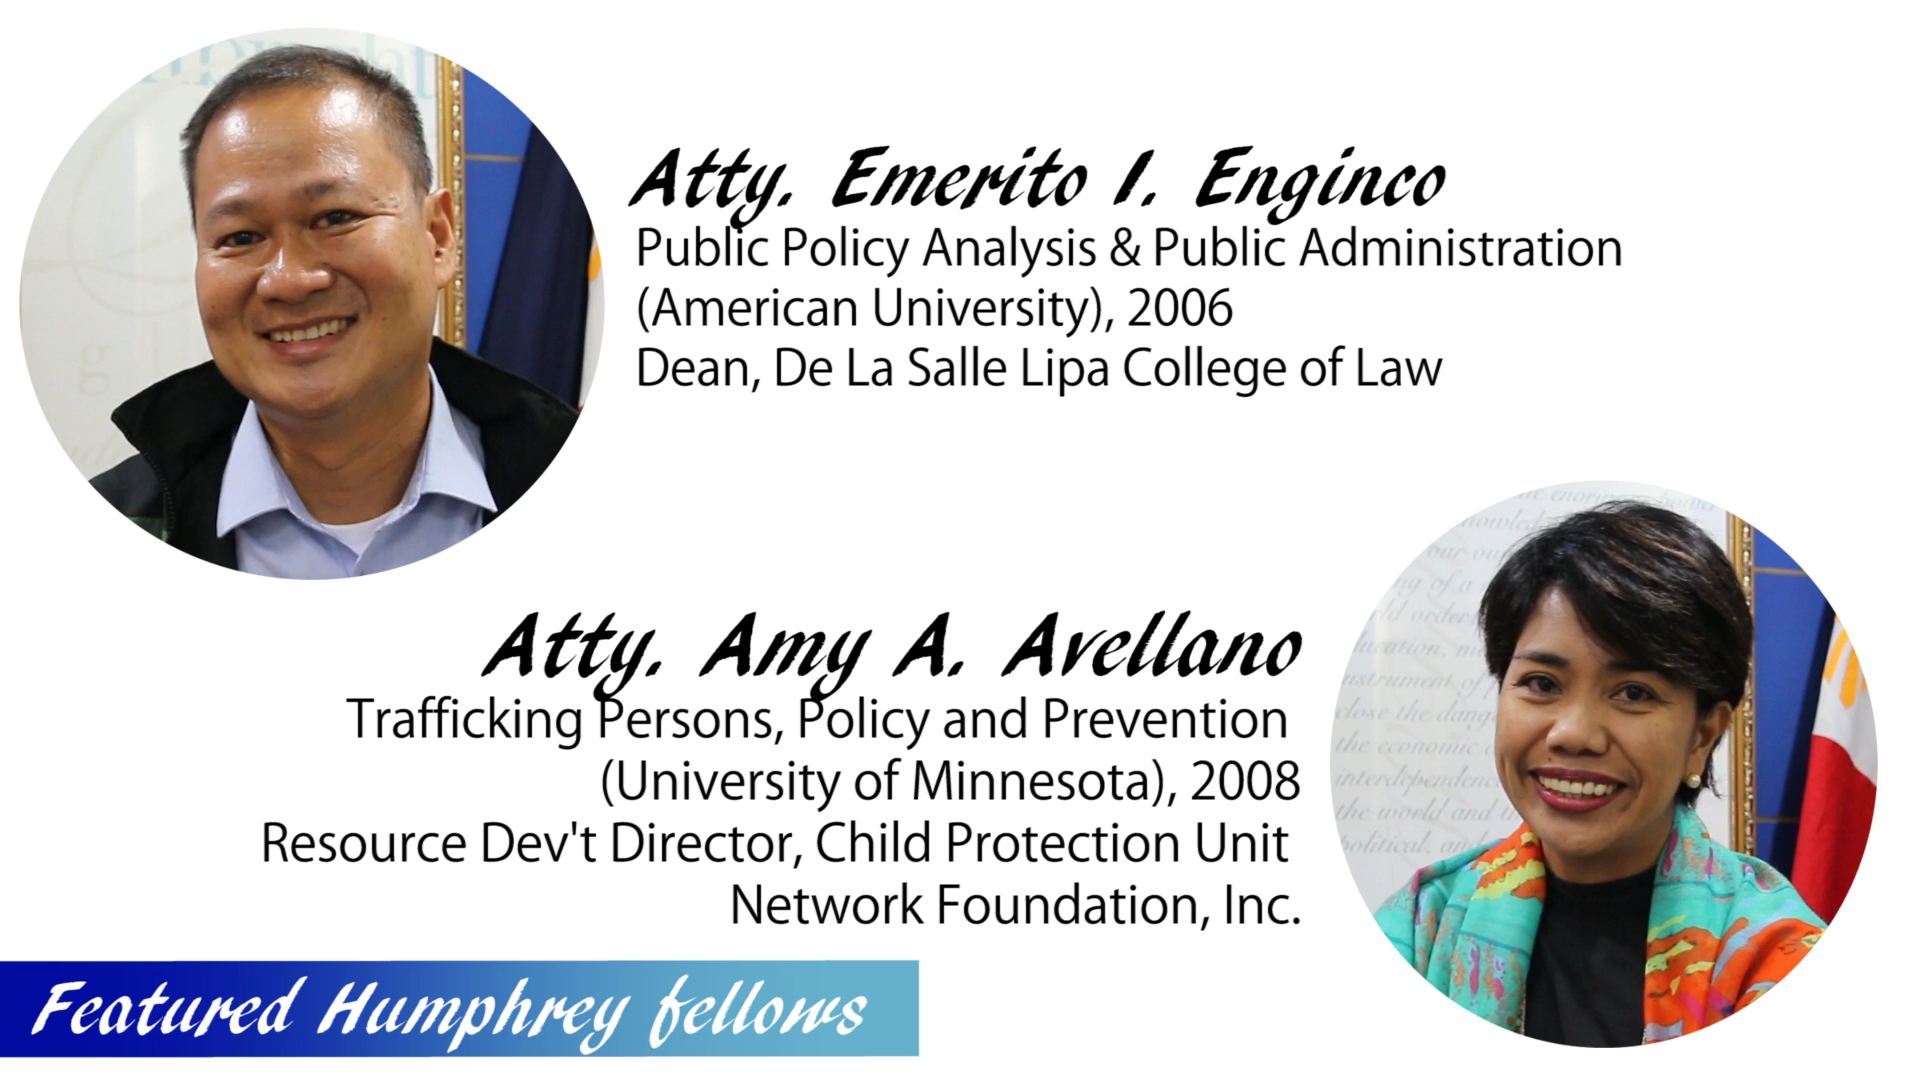 Atty. Emerito I. Enginco
Public Policy Analysis & Public Administration
(American University), 2006
Dean, De La Salle Lipa College of Law
Atty. Amy A. Avellano
Trafficking Persons, Policy and Prevention
(University of Minnesota), 2008
Resource Dev't Director, Child Protection Unit
Network Foundation, Inc.
Featured Humphrey fellows